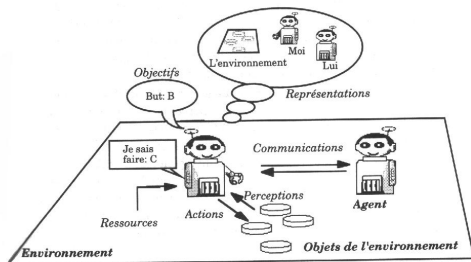 L'environnement
Moi
Lui
Objectifs
But: B
Représentations
Je sais
faire: C
Communications
Perceptions
Agent
Ressources
Actions
Environnement
Objets de l'environnement